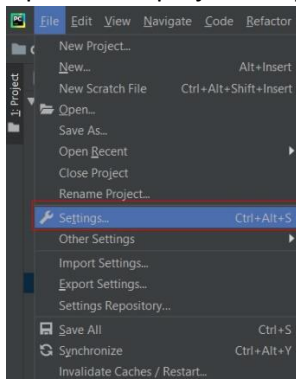 PC File Edit View Navigate Code Refactor
New Project...
New... Alt+Insert
New Scratch File Ctrl+Alt+Shift+Insert
1: Project
Open...
Save As...
Open Recent
Close Project
Rename Project...
Settings... Ctrl+Alt+S
Other Settings
Import Settings...
Export Settings...
Settings Repository...
Save All Ctrl+S
Synchronize Ctrl+Alt+Y
Invalidate Caches / Restart...